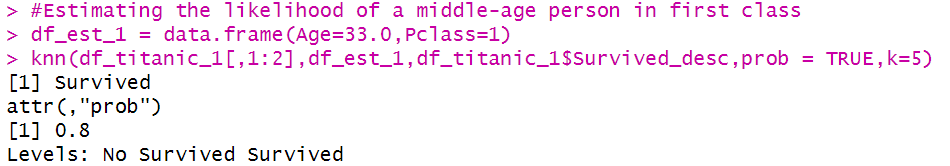 > #Estimating the likelihood of a middle-age person in first class
> df_est_1 = data.frame(Age=33.0,Pclass=1)
> knn(df_titanic_1[,1:2],df_est_1,df_titanic_1$Survived_desc,prob = TRUE,k=5)
[1] Survived
attr(,"prob")
[1] 0.8
Levels: No Survived Survived